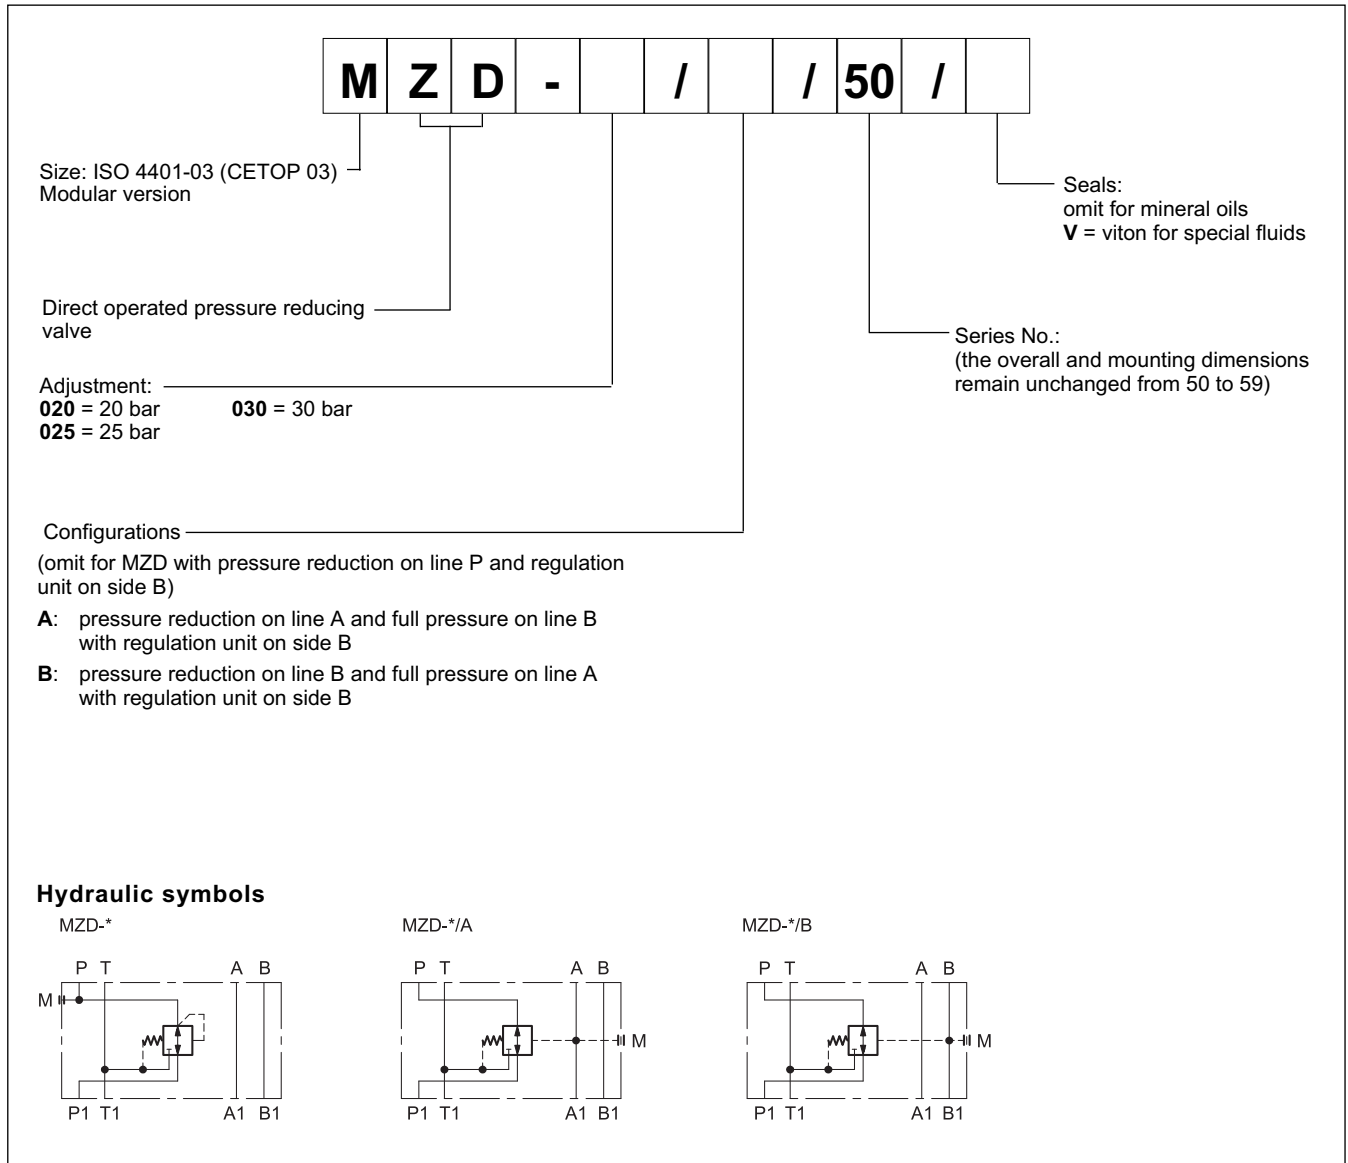 M Z D - / / 50 /
Size: ISO 4401-03 (CETOP 03)
Modular version
Seals:
omit for mineral oils
V = viton for special fluids
Direct operated pressure reducing
valve
Series No.:
(the overall and mounting dimensions
remain unchanged from 50 to 59)
Adjustment:
020 = 20 bar 030 = 30 bar
025 = 25 bar
Configurations
(omit for MZD with pressure reduction on line P and regulation
unit on side B)
A: pressure reduction on line A and full pressure on line B
with regulation unit on side B
B: pressure reduction on line B and full pressure on line A
with regulation unit on side B
Hydraulic symbols
MZD-* MZD-*/A MZD-*/B
P T A B P T A B P T A B
M
M M
P1 T1 A1 B1 P1 T1 A1 B1 P1 T1 A1 B1